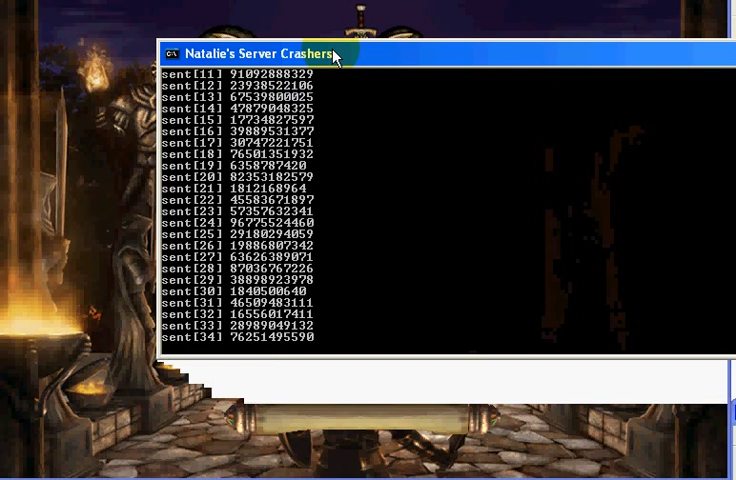 Natalie's Server Crashers
sent[11] 91092888329
sent[12] 23938522106
sent[13] 67539800025
sent[14] 47879048325
sent[15] 17734827597
sent[16] 39889531377
sent[17] 30747221751
sent[18] 76501351932
sent[19] 6358787420
sent[20] 82353182579
sent[21] 1812168964
sent[22] 45583671897
sent[23] 57357632341
sent[24] 96775524460
sent[25] 29180294059
sent[26] 19886807342
sent[27] 63626389071
sent[28] 87036767226
sent[29] 38898923978
sent[30] 1840500640
sent[31] 46509483111
sent[32] 16556017411
sent[33] 28989049132
sent[34] 76251495590